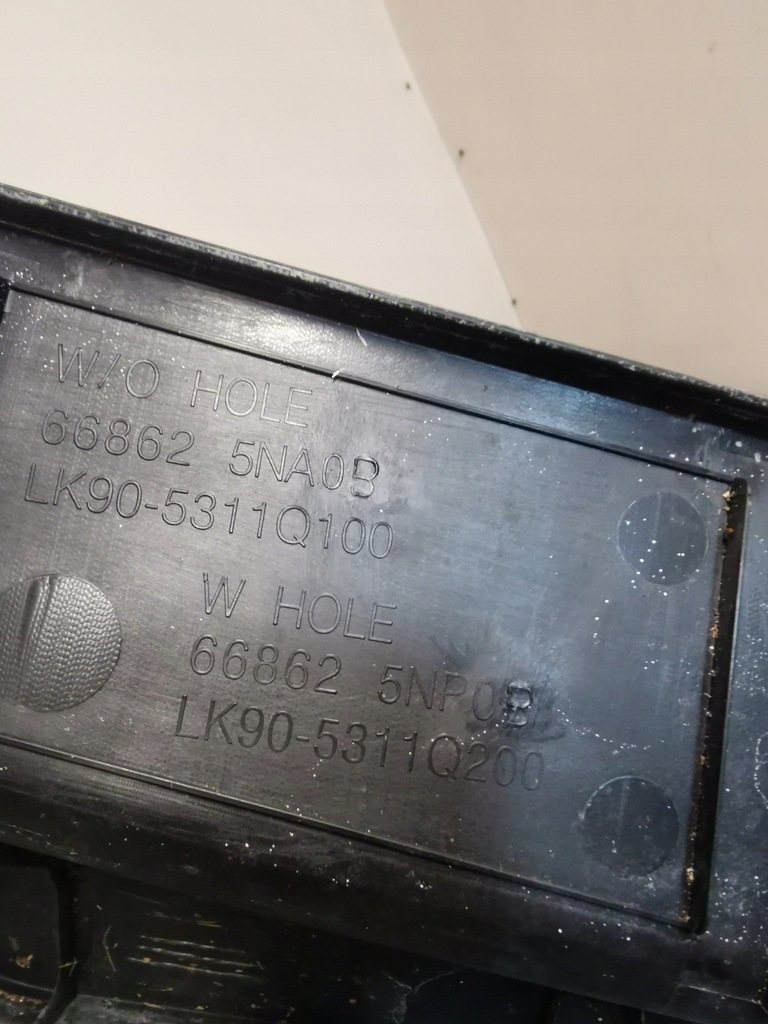 W/O HOLE
66862 5NA0B
LK90-5311Q100
W HOLE
66862 5NP0B
LK90-5311Q200